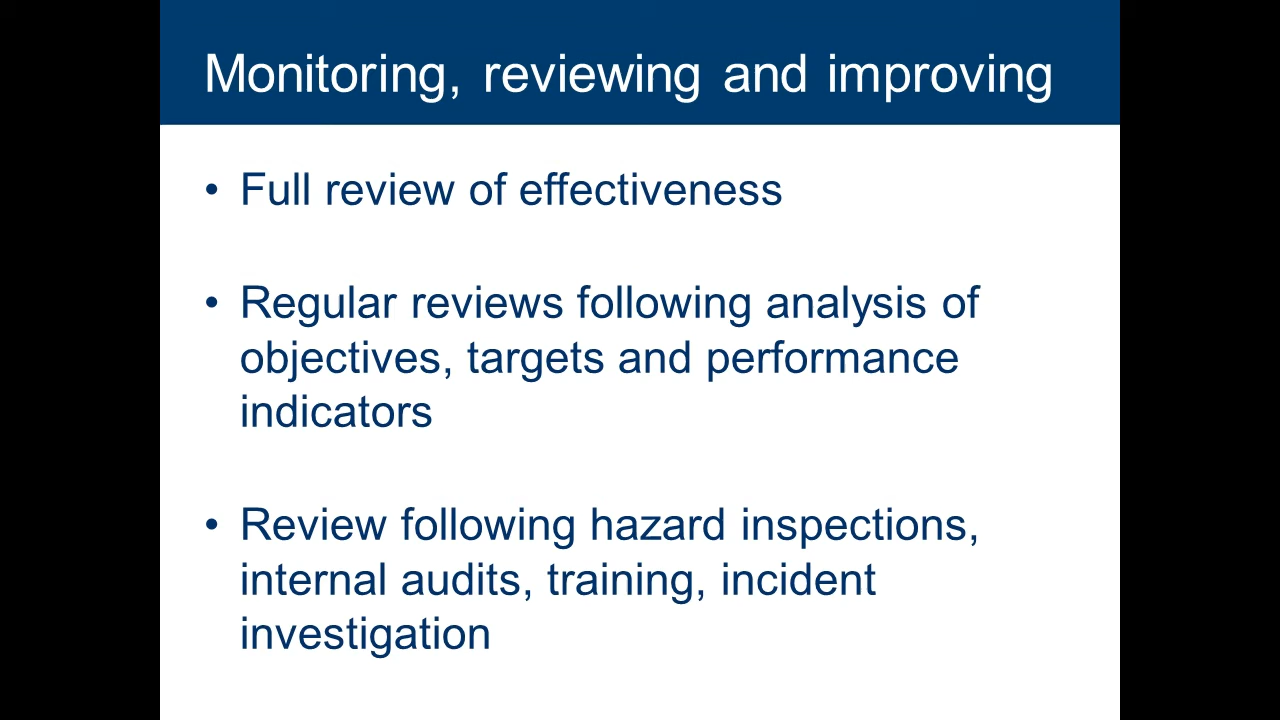 Monitoring, reviewing and improving
• Full review of effectiveness
• Regular reviews following analysis of
objectives, targets and performance
indicators
• Review following hazard inspections,
internal audits, training, incident
investigation